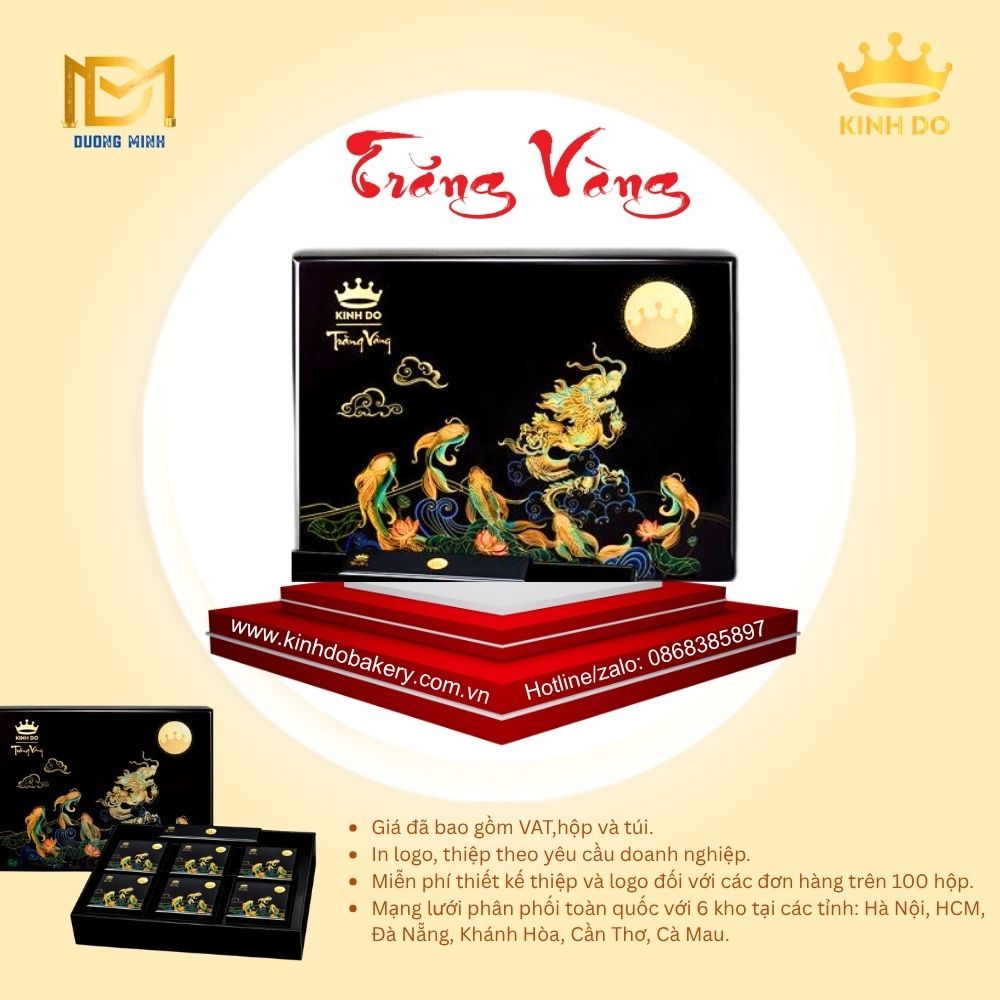 DUONG MINH
KINH DO
Trăng Vàng
KINH DO
Trăng Vàng
www.kinhdobakery.com.vn
Hotline/zalo: 0868385897
KINH DO
Trăng Vàng
Giá đã bao gồm VAT,hộp và túi.
In logo, thiệp theo yêu cầu doanh nghiệp.
Miễn phí thiết kế thiệp và logo đối với các đơn hàng trên 100 hộp.
Mạng lưới phân phối toàn quốc với 6 kho tại các tỉnh: Hà Nội, HCM,
Đà Nẵng, Khánh Hòa, Cần Thơ, Cà Mau.